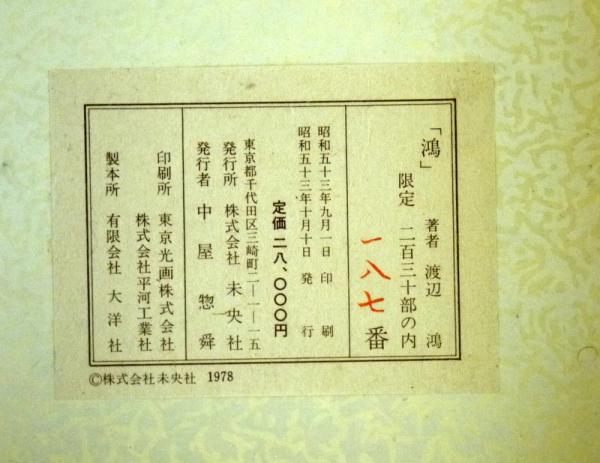 「鴻」 著者 渡辺 鴻
限定 二百三十部の内
一八七番
昭和五十三年九月一日 印刷
昭和五十三年十月十日 発行
定価 二八、〇〇〇円
東京都千代田区三崎町二―一―一五
発行所 株式会社 未央社
発行者 中屋惣舜
印刷所 東京光画株式会社
株式会社平河工業社
製本所 有限会社 大洋社
©株式会社未央社 1978